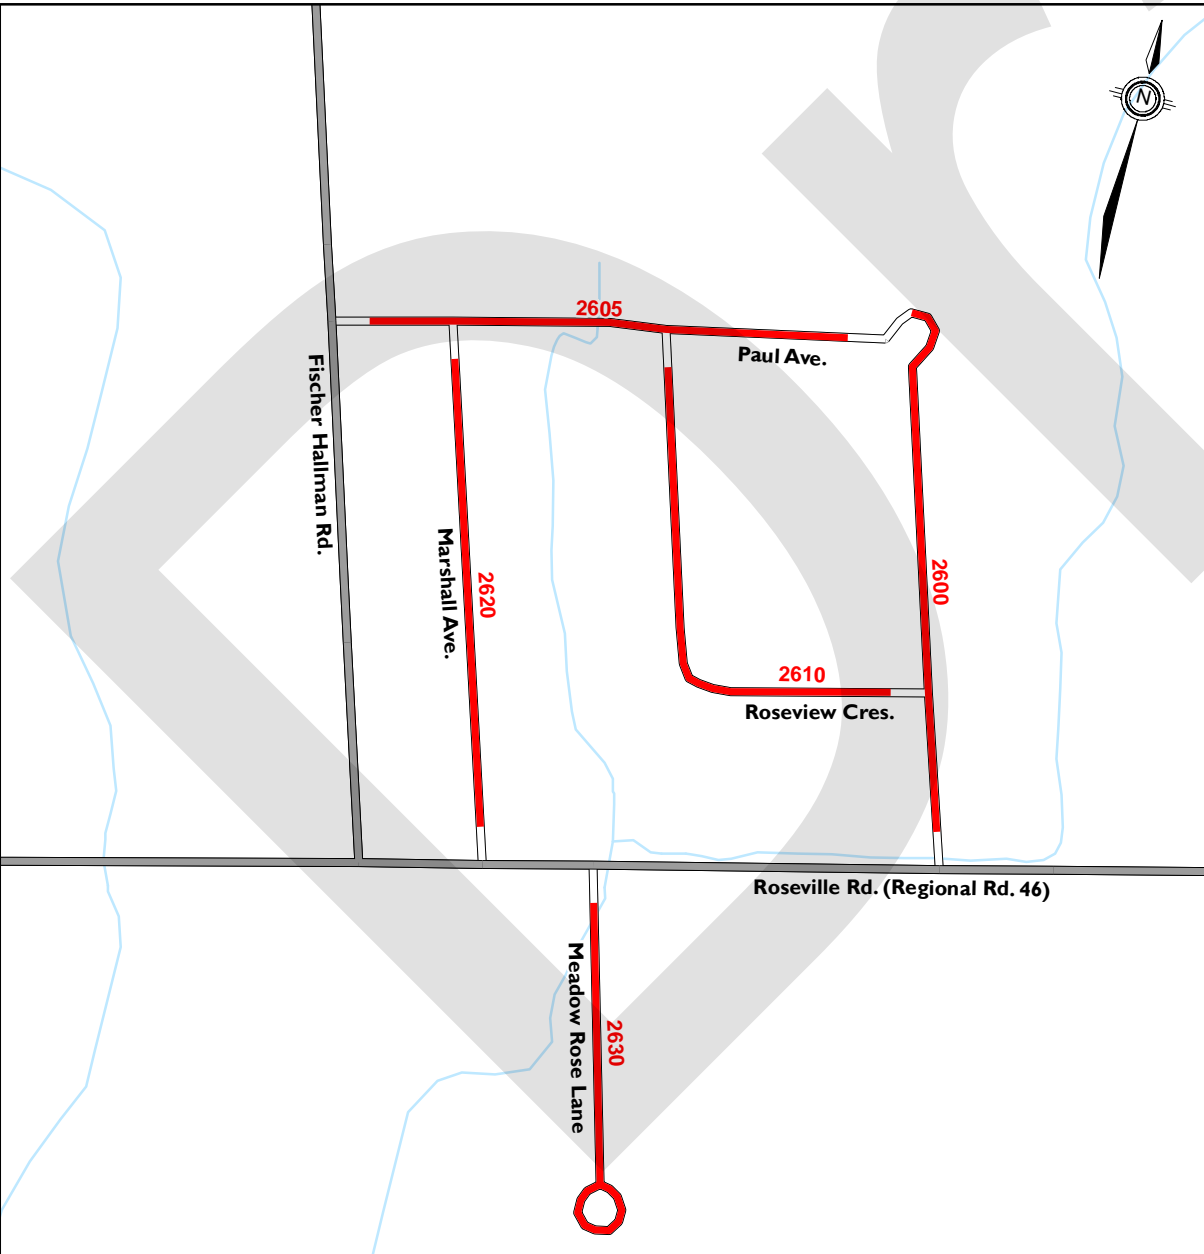 N
2605
Paul Ave.
Fischer Hallman Rd.
Marshall Ave.
2620
2600
2610
Roseview Cres.
Roseville Rd. (Regional Rd. 46)
Meadow Rose Lane
2630